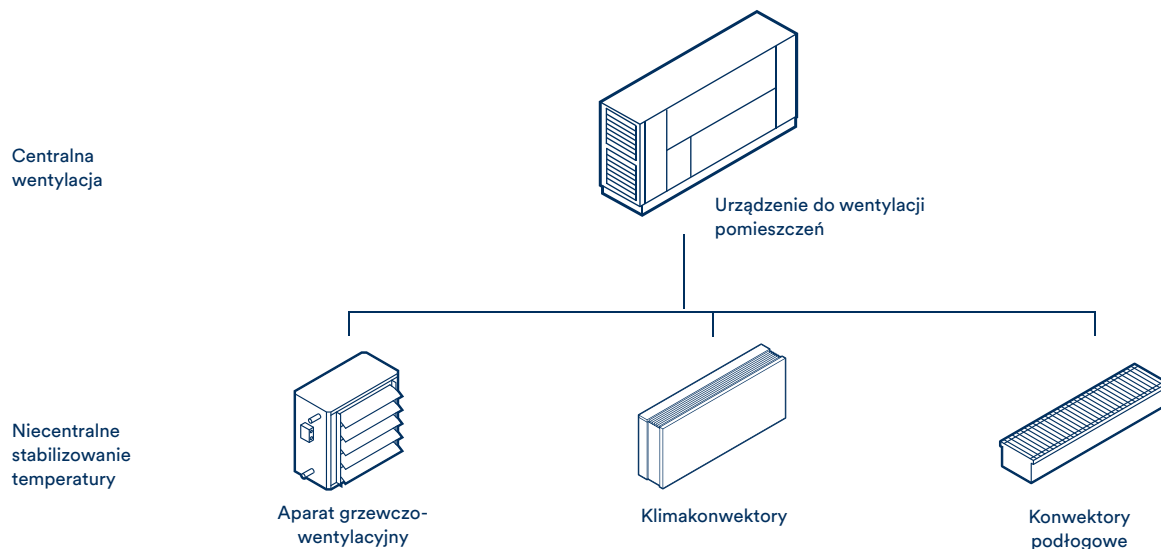 Centralna
wentylacja
Urządzenie do wentylacji
pomieszczeń
Niecentralne
stabilizowanie
temperatury
Aparat grzewczo-
wentylacyjny
Klimakonwektory
Konwektory
podłogowe